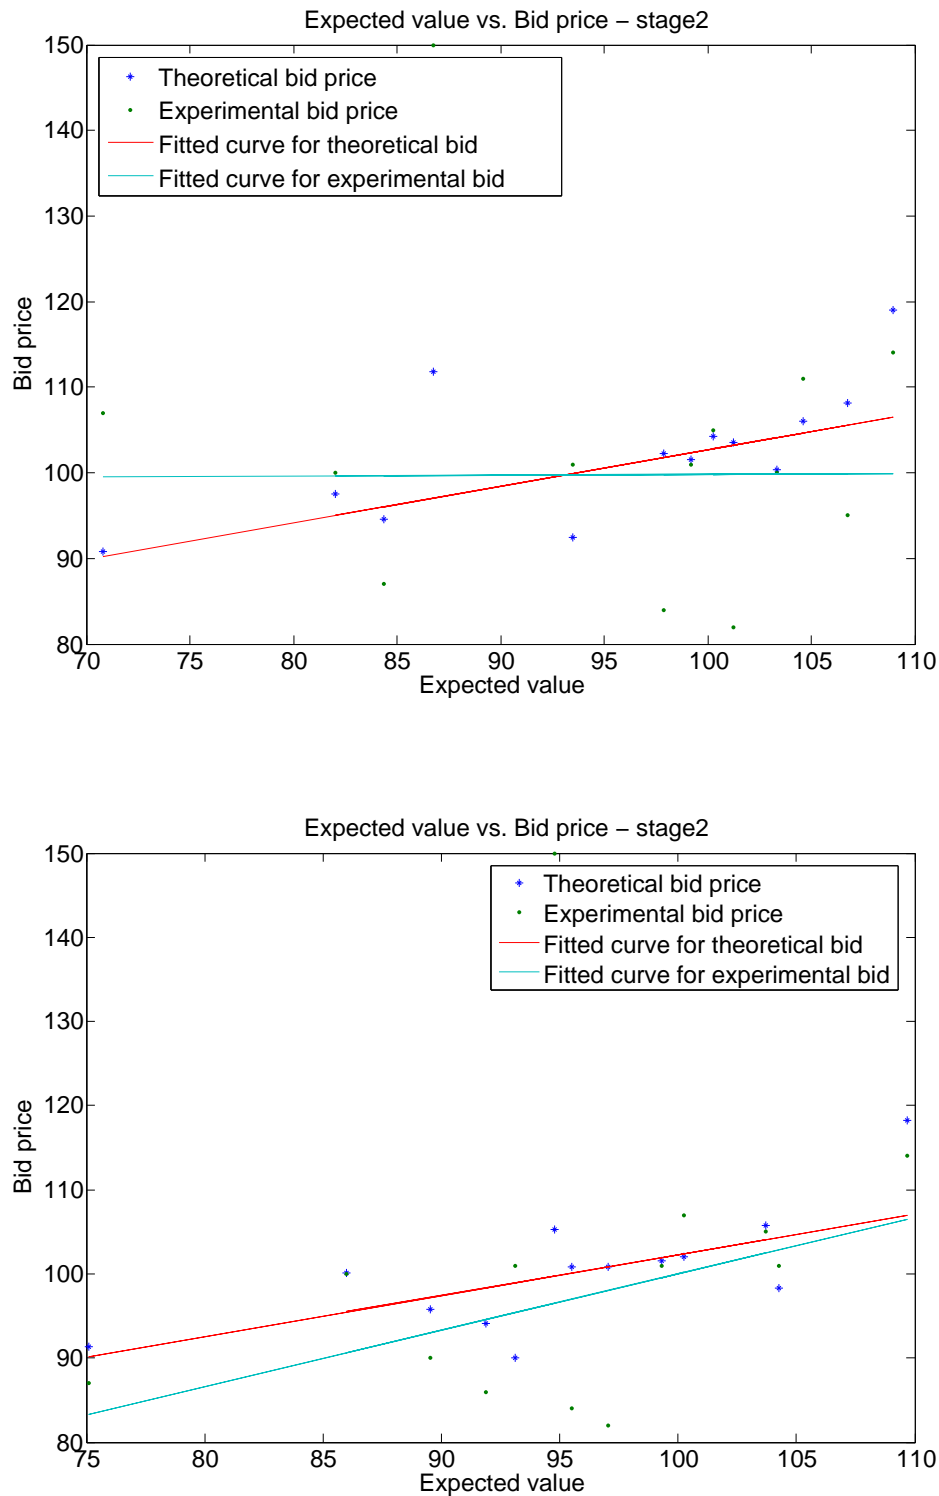 Expected value vs. Bid price − stage2
150
140
130
120
110
100
90
80
Bid price
Theoretical bid price
Experimental bid price
Fitted curve for theoretical bid
Fitted curve for experimental bid
70 75 80 85 90 95 100 105 110
Expected value
Expected value vs. Bid price − stage2
150
140
130
120
110
100
90
80
Bid price
Theoretical bid price
Experimental bid price
Fitted curve for theoretical bid
Fitted curve for experimental bid
75 80 85 90 95 100 105 110
Expected value